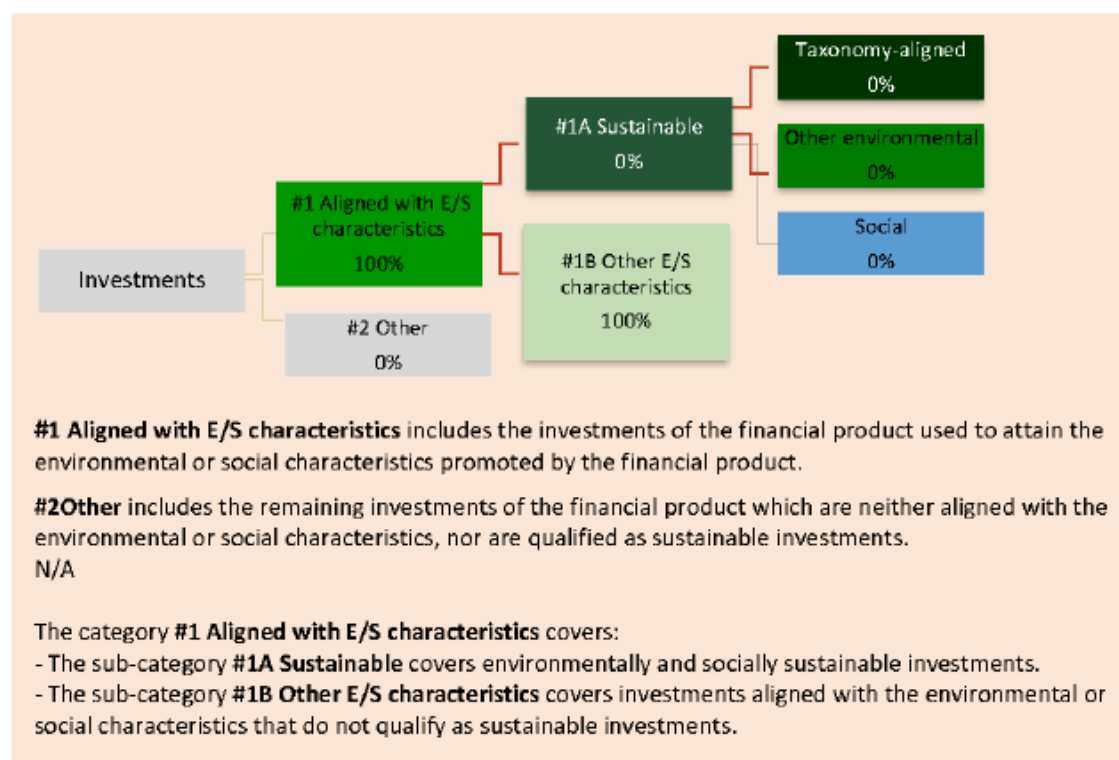 Taxonomy-aligned
0%
#1A Sustainable
0%
Other environmental
0%
#1 Aligned with E/S
characteristics
100%
Social
0%
Investments
#1B Other E/S
characteristics
100%
#2 Other
0%
#1 Aligned with E/S characteristics includes the investments of the financial product used to attain the
environmental or social characteristics promoted by the financial product.
#2Other includes the remaining investments of the financial product which are neither aligned with the
environmental or social characteristics, nor are qualified as sustainable investments.
N/A
The category #1 Aligned with E/S characteristics covers:
- The sub-category #1A Sustainable covers environmentally and socially sustainable investments.
- The sub-category #1B Other E/S characteristics covers investments aligned with the environmental or
social characteristics that do not qualify as sustainable investments.